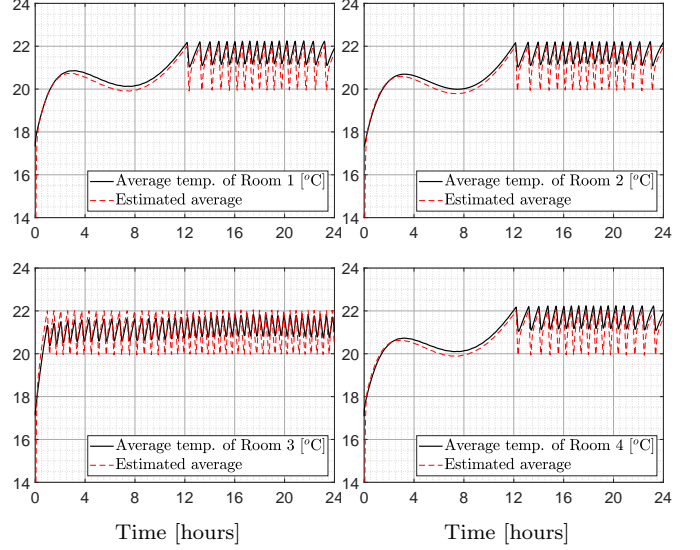 24
22
20
18
16
14
Average temp. of Room 1 [°C]
Estimated average
0 4 8 12 16 20 24
24
22
20
18
16
14
Average temp. of Room 2 [°C]
Estimated average
0 4 8 12 16 20 24
24
22
20
18
16
14
Average temp. of Room 3 [°C]
Estimated average
0 4 8 12 16 20 24
Time [hours]
24
22
20
18
16
14
Average temp. of Room 4 [°C]
Estimated average
0 4 8 12 16 20 24
Time [hours]